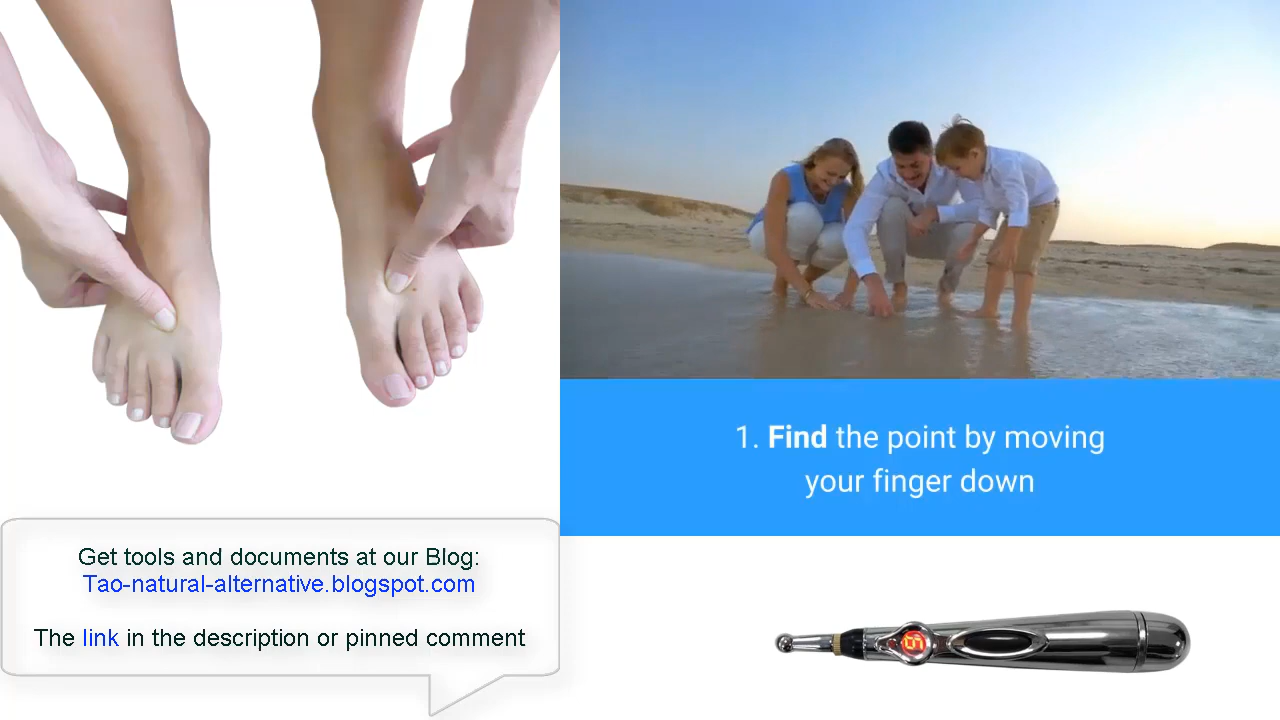 1. Find the point by moving
your finger down
Get tools and documents at our Blog:
Tao-natural-alternative.blogspot.com
The link in the description or pinned comment
6